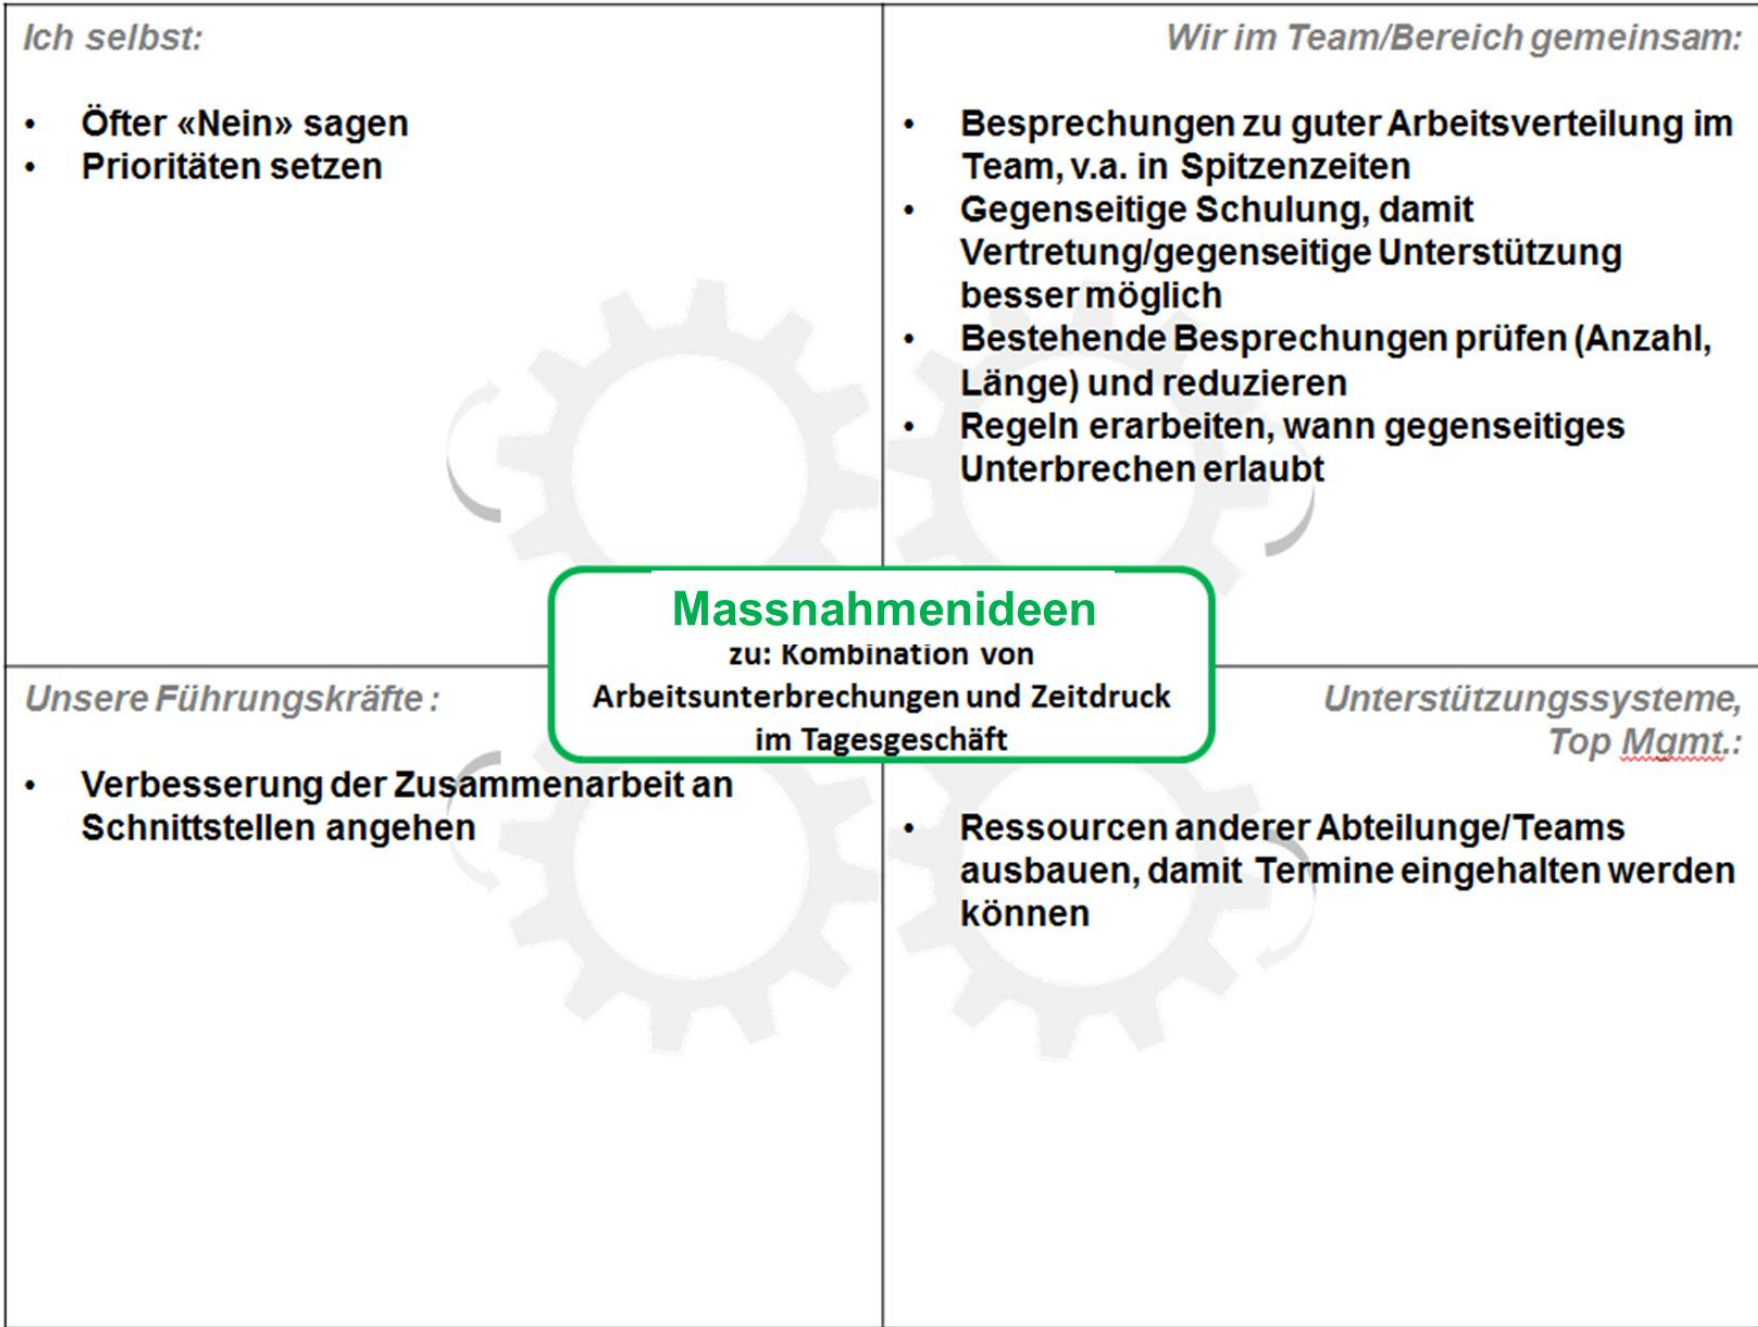 Ich selbst:
• Öfter «Nein» sagen
• Prioritäten setzen
Wir im Team/Bereich gemeinsam:
• Besprechungen zu guter Arbeitsverteilung im
Team, v.a. in Spitzenzeiten
• Gegenseitige Schulung, damit
Vertretung/gegenseitige Unterstützung
besser möglich
• Bestehende Besprechungen prüfen (Anzahl,
Länge) und reduzieren
• Regeln erarbeiten, wann gegenseitiges
Unterbrechen erlaubt
Massnahmenideen
zu: Kombination von
Arbeitsunterbrechungen und Zeitdruck
im Tagesgeschäft
Unsere Führungskräfte:
• Verbesserung der Zusammenarbeit an
Schnittstellen angehen
Unterstützungssysteme,
Top Mgmt.:
• Ressourcen anderer Abteilunge/Teams
ausbauen, damit Termine eingehalten werden
können